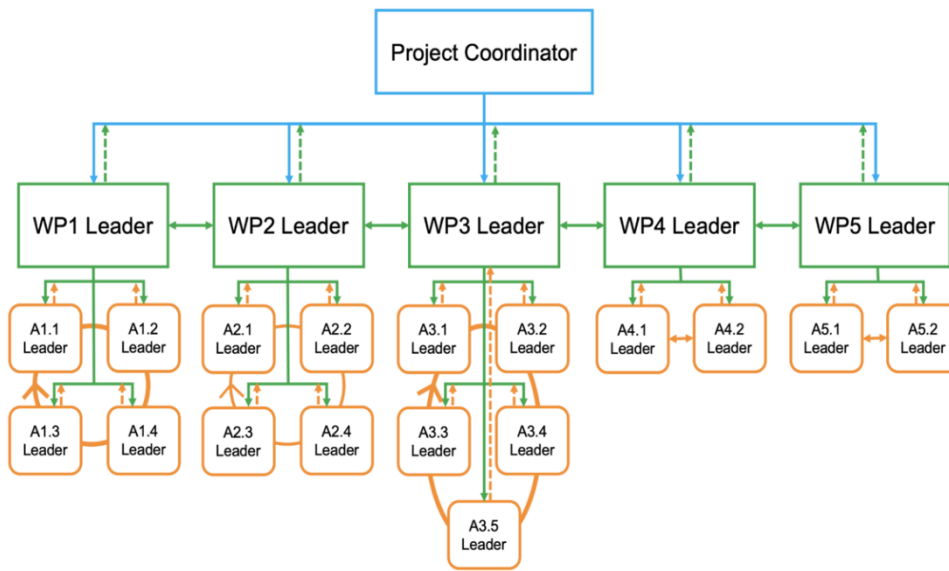 Project Coordinator
WP1 Leader
WP2 Leader
WP3 Leader
WP4 Leader
WP5 Leader
A1.1
Leader
A1.2
Leader
A2.1
Leader
A2.2
Leader
A3.1
Leader
A3.2
Leader
A4.1
Leader
A4.2
Leader
A5.1
Leader
A5.2
Leader
A1.3
Leader
A1.4
Leader
A2.3
Leader
A2.4
Leader
A3.3
Leader
A3.4
Leader
A3.5
Leader